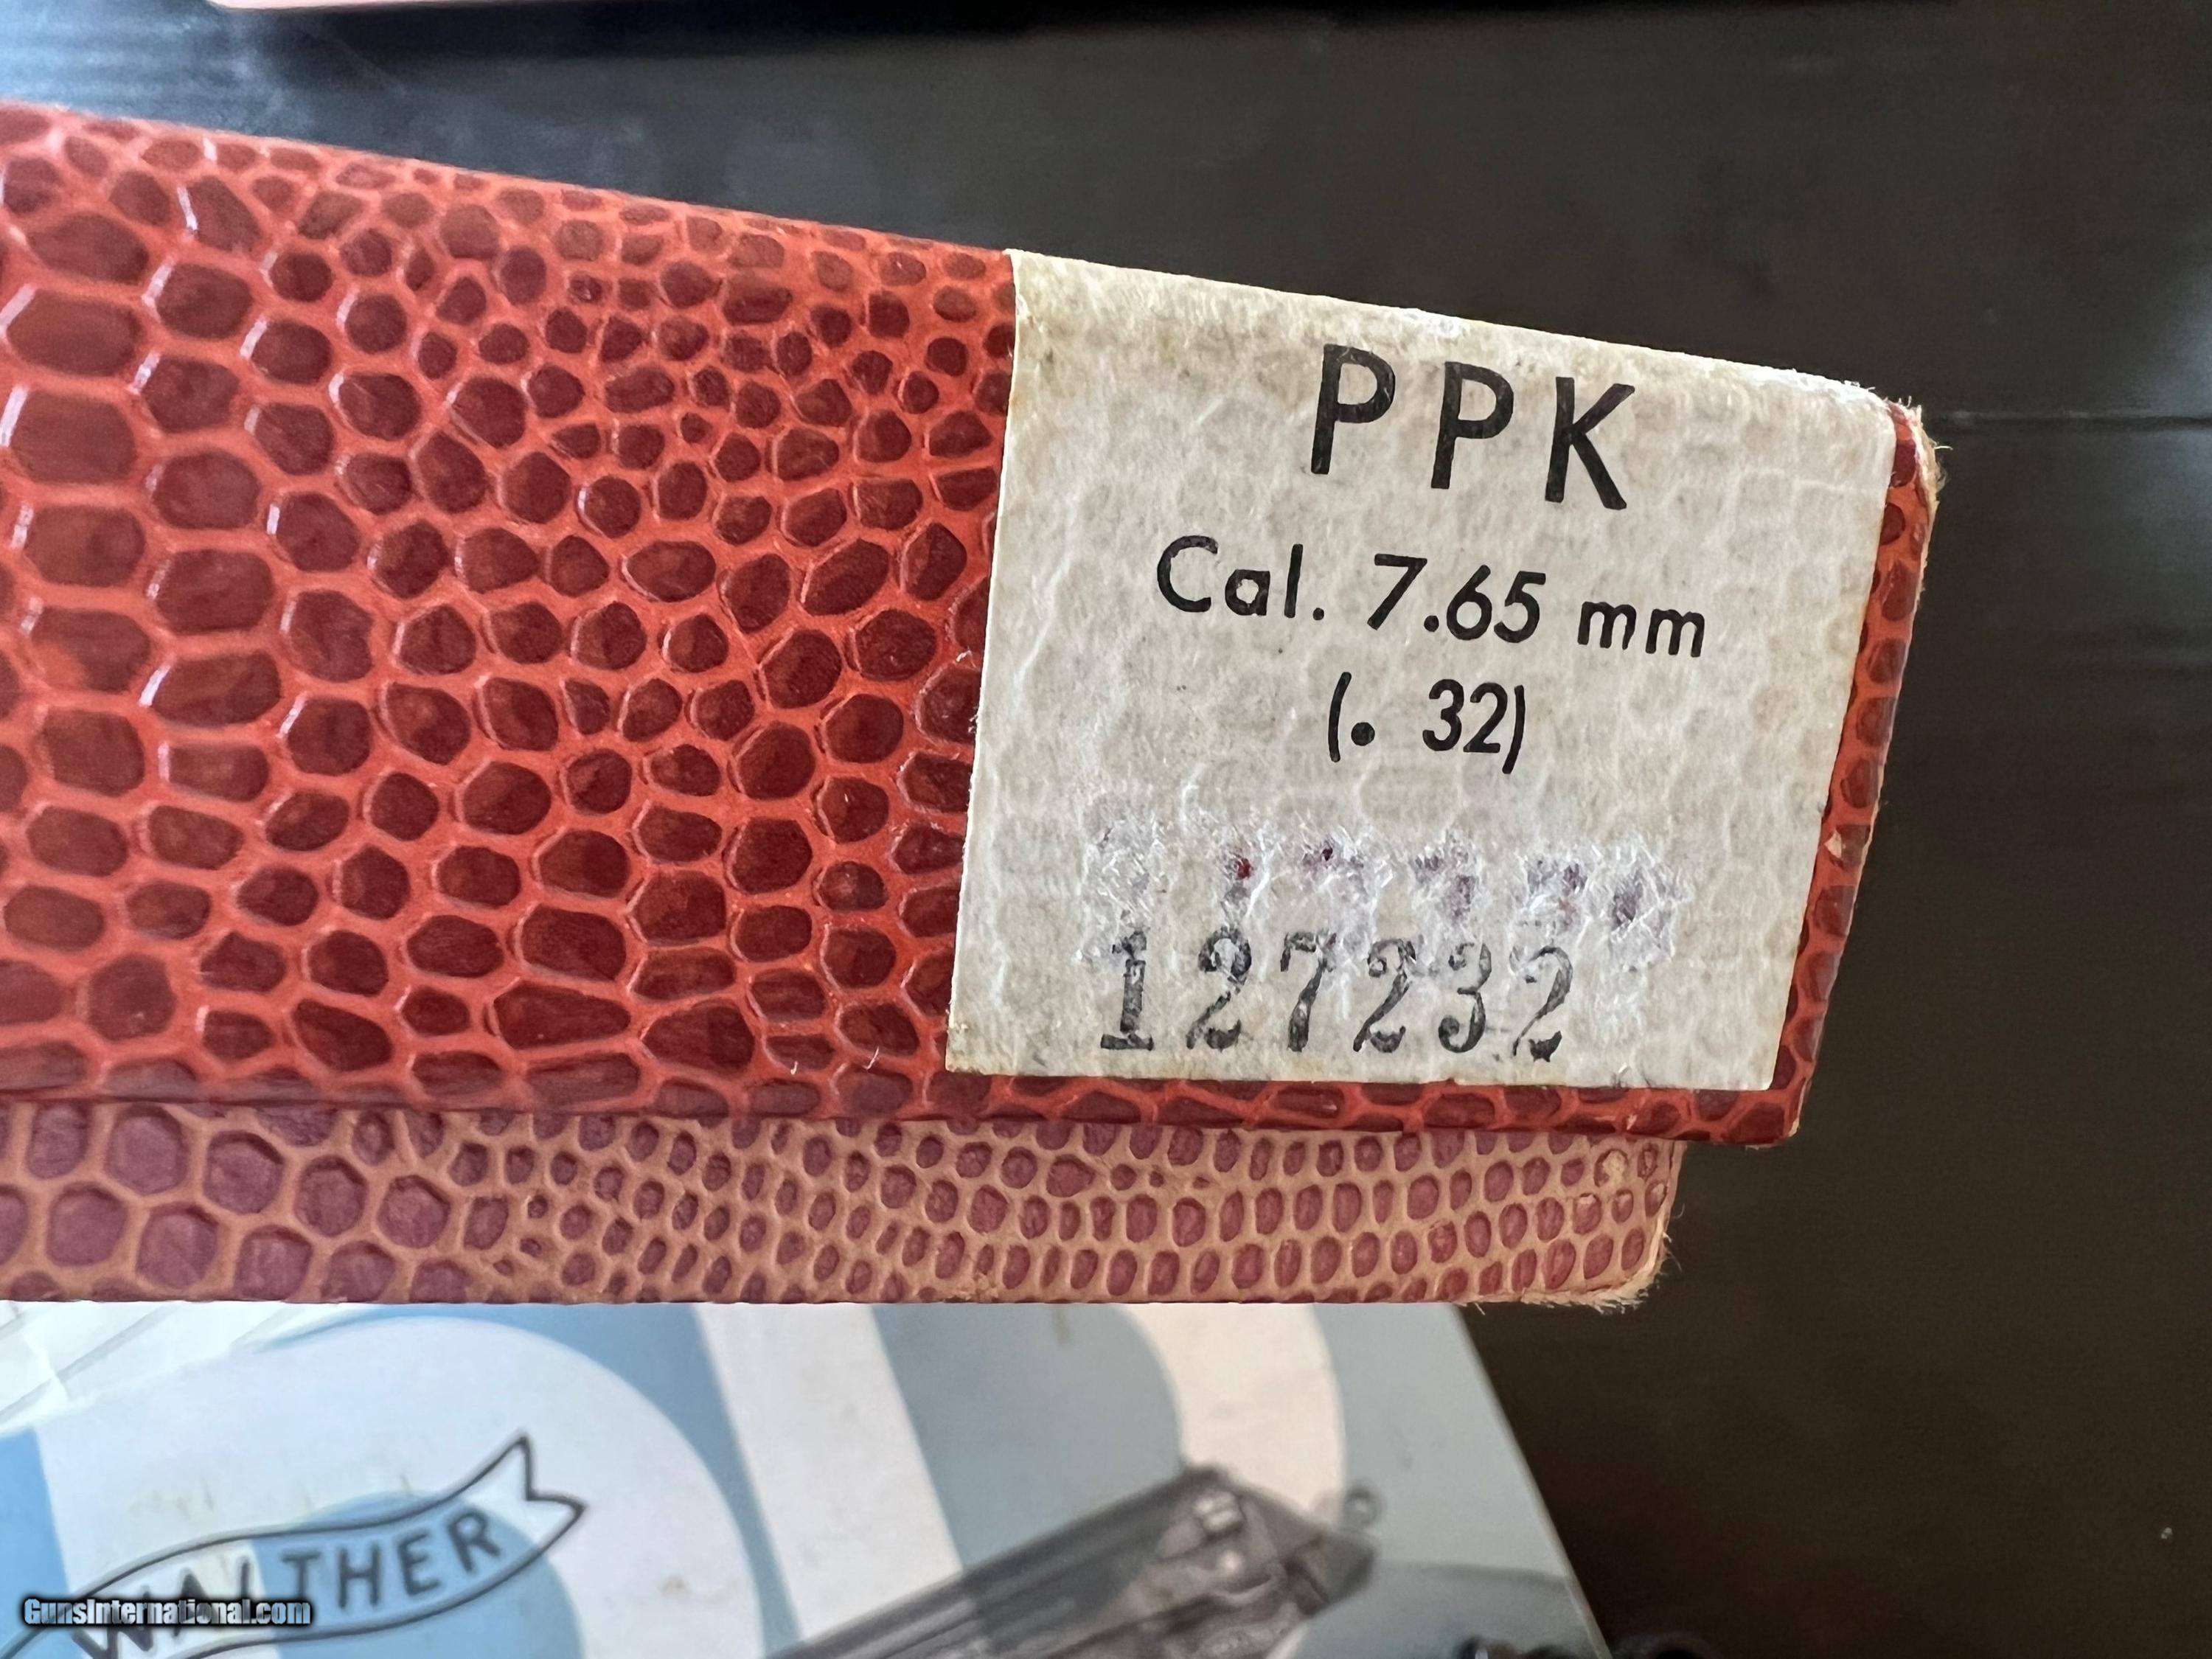 PPK
Cal. 7.65 mm
(. 32)
127232
WALTHER
GunsInternational.com